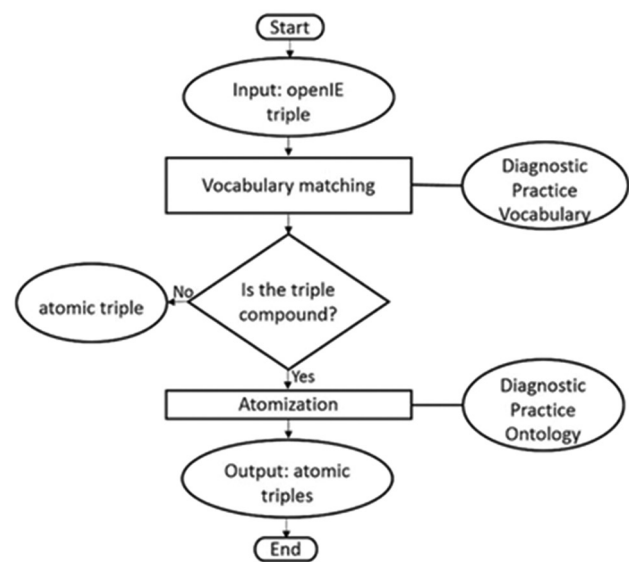 Start
Input: openIE
triple
Vocabulary matching
Diagnostic
Practice
Vocabulary
Is the triple
compound?
No
atomic triple
Yes
Atomization
Diagnostic
Practice
Ontology
Output: atomic
triples
End